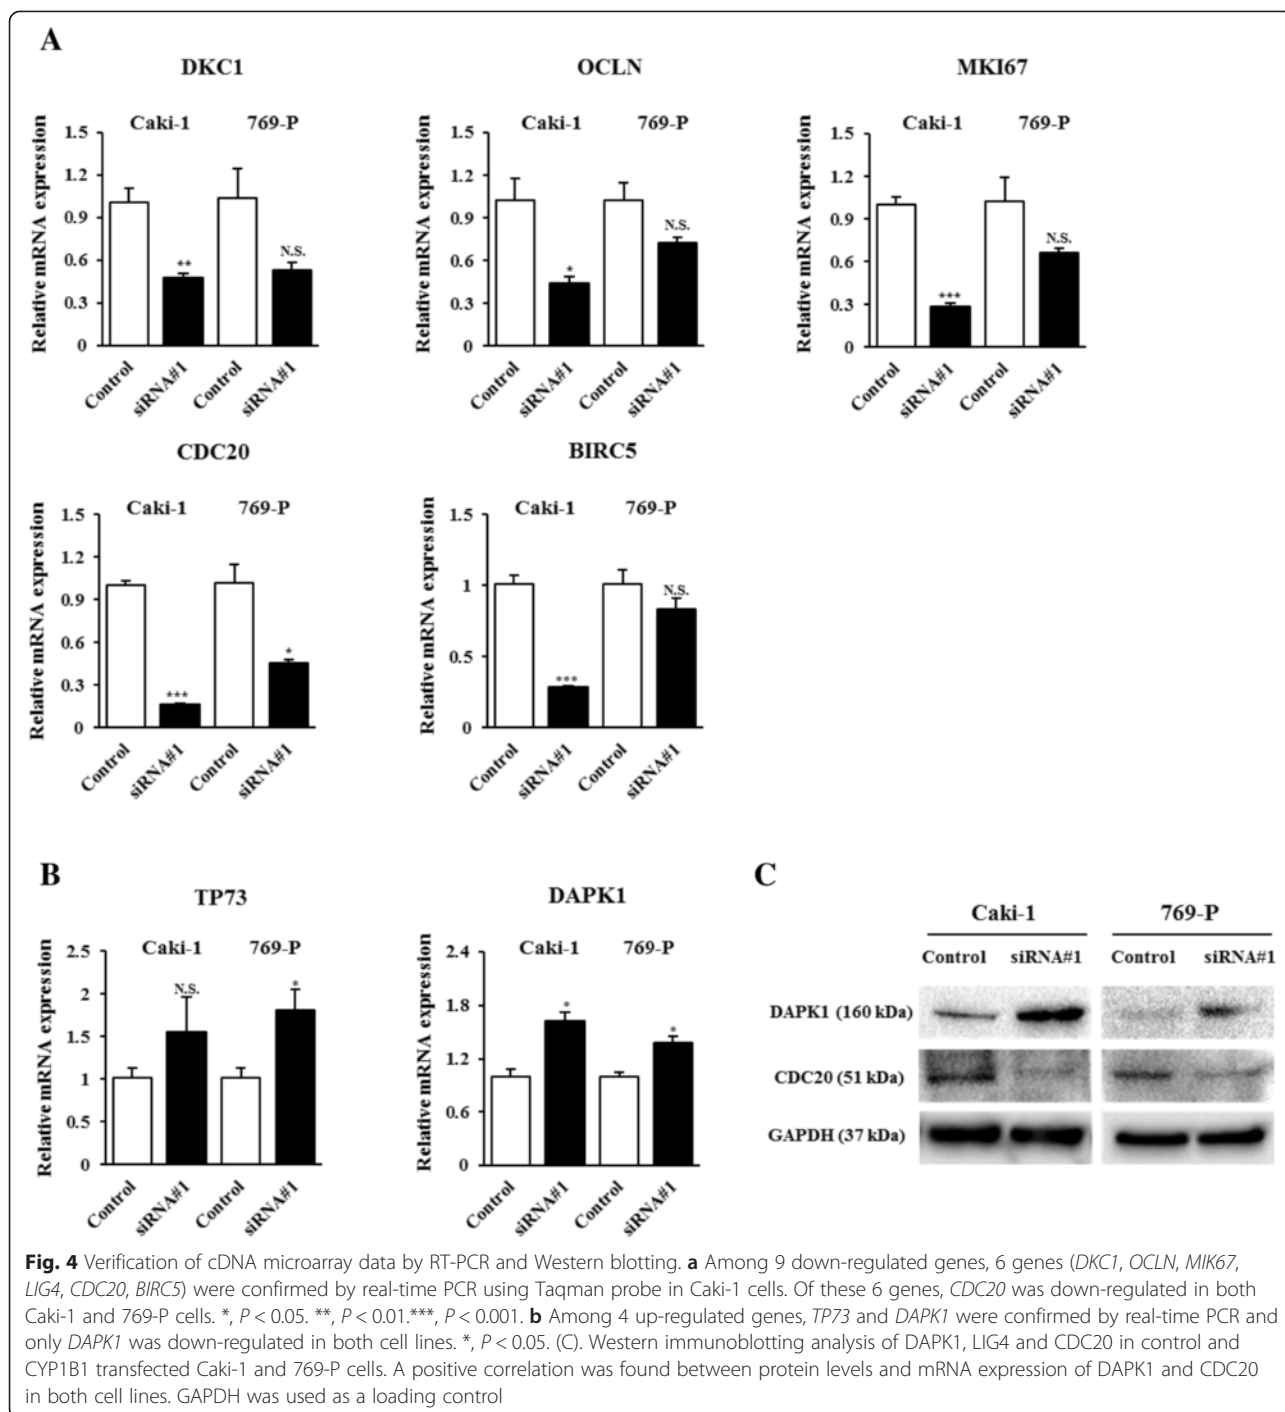 A
DKC1
Caki-1 769-P
Relative mRNA expression
1.5
1.2
0.9
0.6
0.3
0
**
N.S.
Control
siRNA#1
Control
siRNA#1
OCLN
Caki-1 769-P
Relative mRNA expression
1.5
1.2
0.9
0.6
0.3
0
*
N.S.
Control
siRNA#1
Control
siRNA#1
MKI67
Caki-1 769-P
Relative mRNA expression
1.5
1.2
0.9
0.6
0.3
0
***
N.S.
Control
siRNA#1
Control
siRNA#1
CDC20
Caki-1 769-P
Relative mRNA expression
1.5
1.2
0.9
0.6
0.3
0
***
*
Control
siRNA#1
Control
siRNA#1
BIRC5
Caki-1 769-P
Relative mRNA expression
1.5
1
0.5
0
***
N.S.
Control
siRNA#1
Control
siRNA#1
B
TP73
Caki-1 769-P
Relative mRNA expression
2.5
2
1.5
1
0.5
0
N.S.
*
Control
siRNA#1
Control
siRNA#1
DAPK1
Caki-1 769-P
Relative mRNA expression
2.4
1.8
1.2
0.6
0
*
*
Control
siRNA#1
Control
siRNA#1
C
Caki-1 769-P
Control siRNA#1 Control siRNA#1
DAPK1 (160 kDa)
CDC20 (51 kDa)
GAPDH (37 kDa)
Fig. 4 Verification of cDNA microarray data by RT-PCR and Western blotting. a Among 9 down-regulated genes, 6 genes (DKC1, OCLN, MIK67,
LIG4, CDC20, BIRC5) were confirmed by real-time PCR using Taqman probe in Caki-1 cells. Of these 6 genes, CDC20 was down-regulated in both
Caki-1 and 769-P cells. *, P < 0.05. **, P < 0.01.***, P < 0.001. b Among 4 up-regulated genes, TP73 and DAPK1 were confirmed by real-time PCR and
only DAPK1 was down-regulated in both cell lines. *, P < 0.05. (C). Western immunoblotting analysis of DAPK1, LIG4 and CDC20 in control and
CYP1B1 transfected Caki-1 and 769-P cells. A positive correlation was found between protein levels and mRNA expression of DAPK1 and CDC20
in both cell lines. GAPDH was used as a loading control